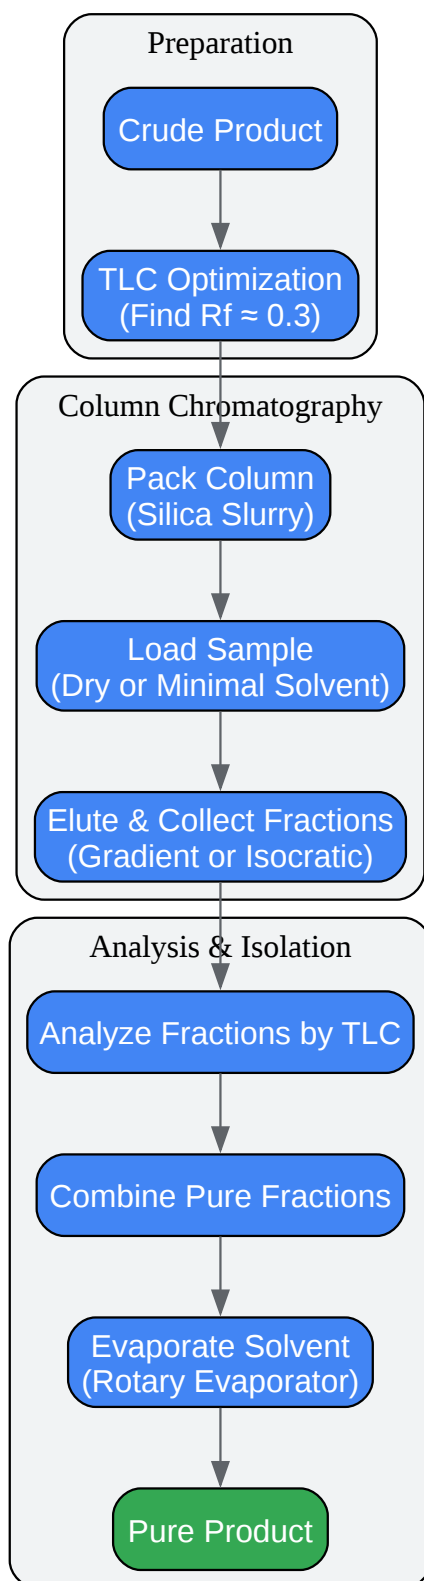 Preparation
Crude Product
TLC Optimization
(Find Rf ≈ 0.3)
Column Chromatography
Pack Column
(Silica Slurry)
Load Sample
(Dry or Minimal Solvent)
Elute & Collect Fractions
(Gradient or Isocratic)
Analysis & Isolation
Analyze Fractions by TLC
Combine Pure Fractions
Evaporate Solvent
(Rotary Evaporator)
Pure Product